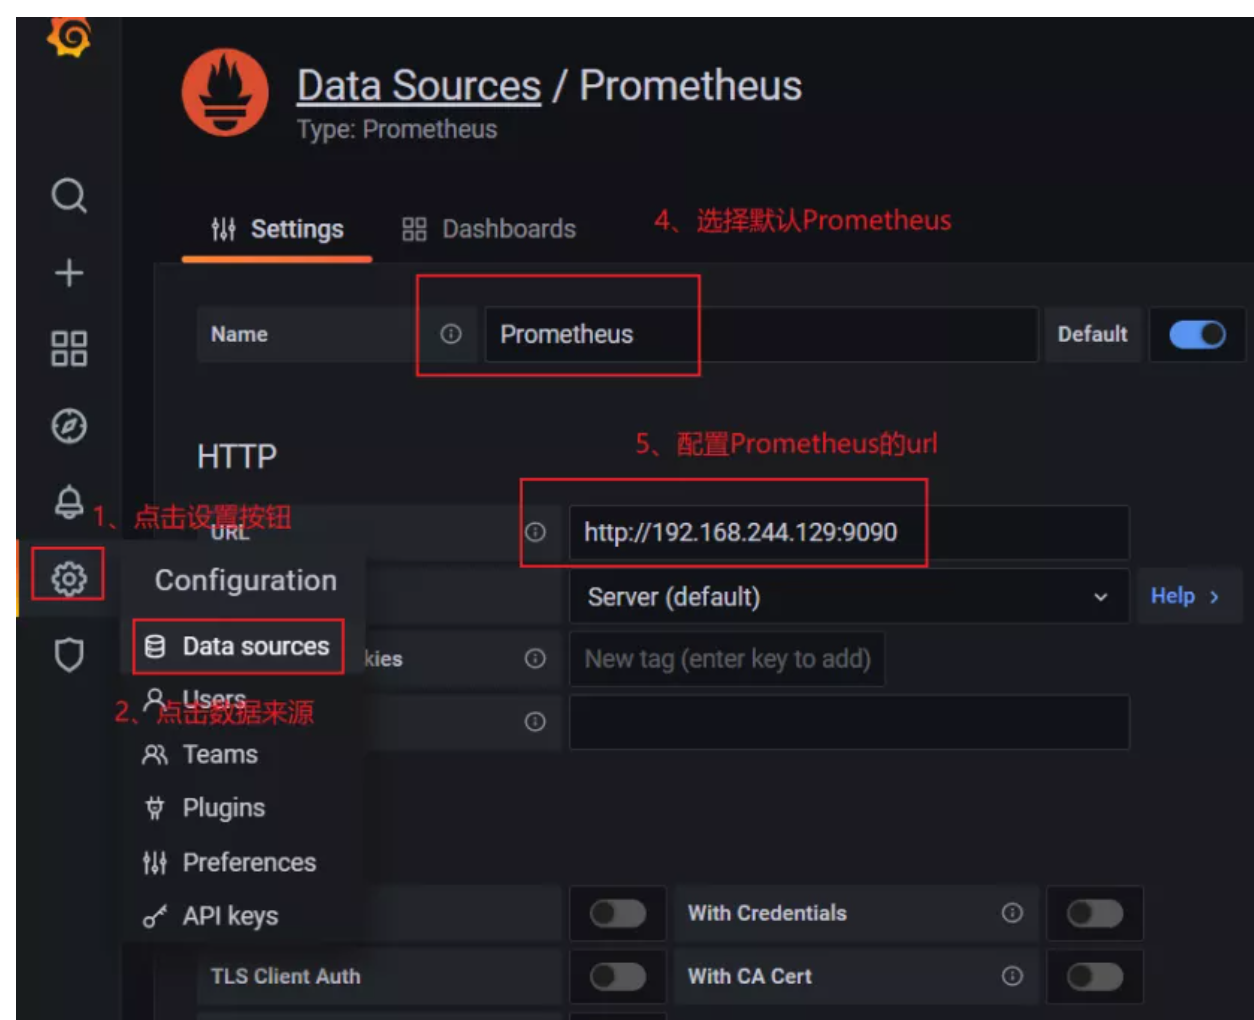 Data Sources / Prometheus
Type: Prometheus
Settings
Dashboards
4、选择默认Prometheus
Name
Prometheus
Default
HTTP
5、配置Prometheus的url
1、点击设置按钮
URL
http://192.168.244.129:9090
Configuration
Server (default)
Help >
Data sources
kies
New tag (enter key to add)
Users
2、点击数据来源
Teams
Plugins
Preferences
API keys
With Credentials
TLS Client Auth
With CA Cert